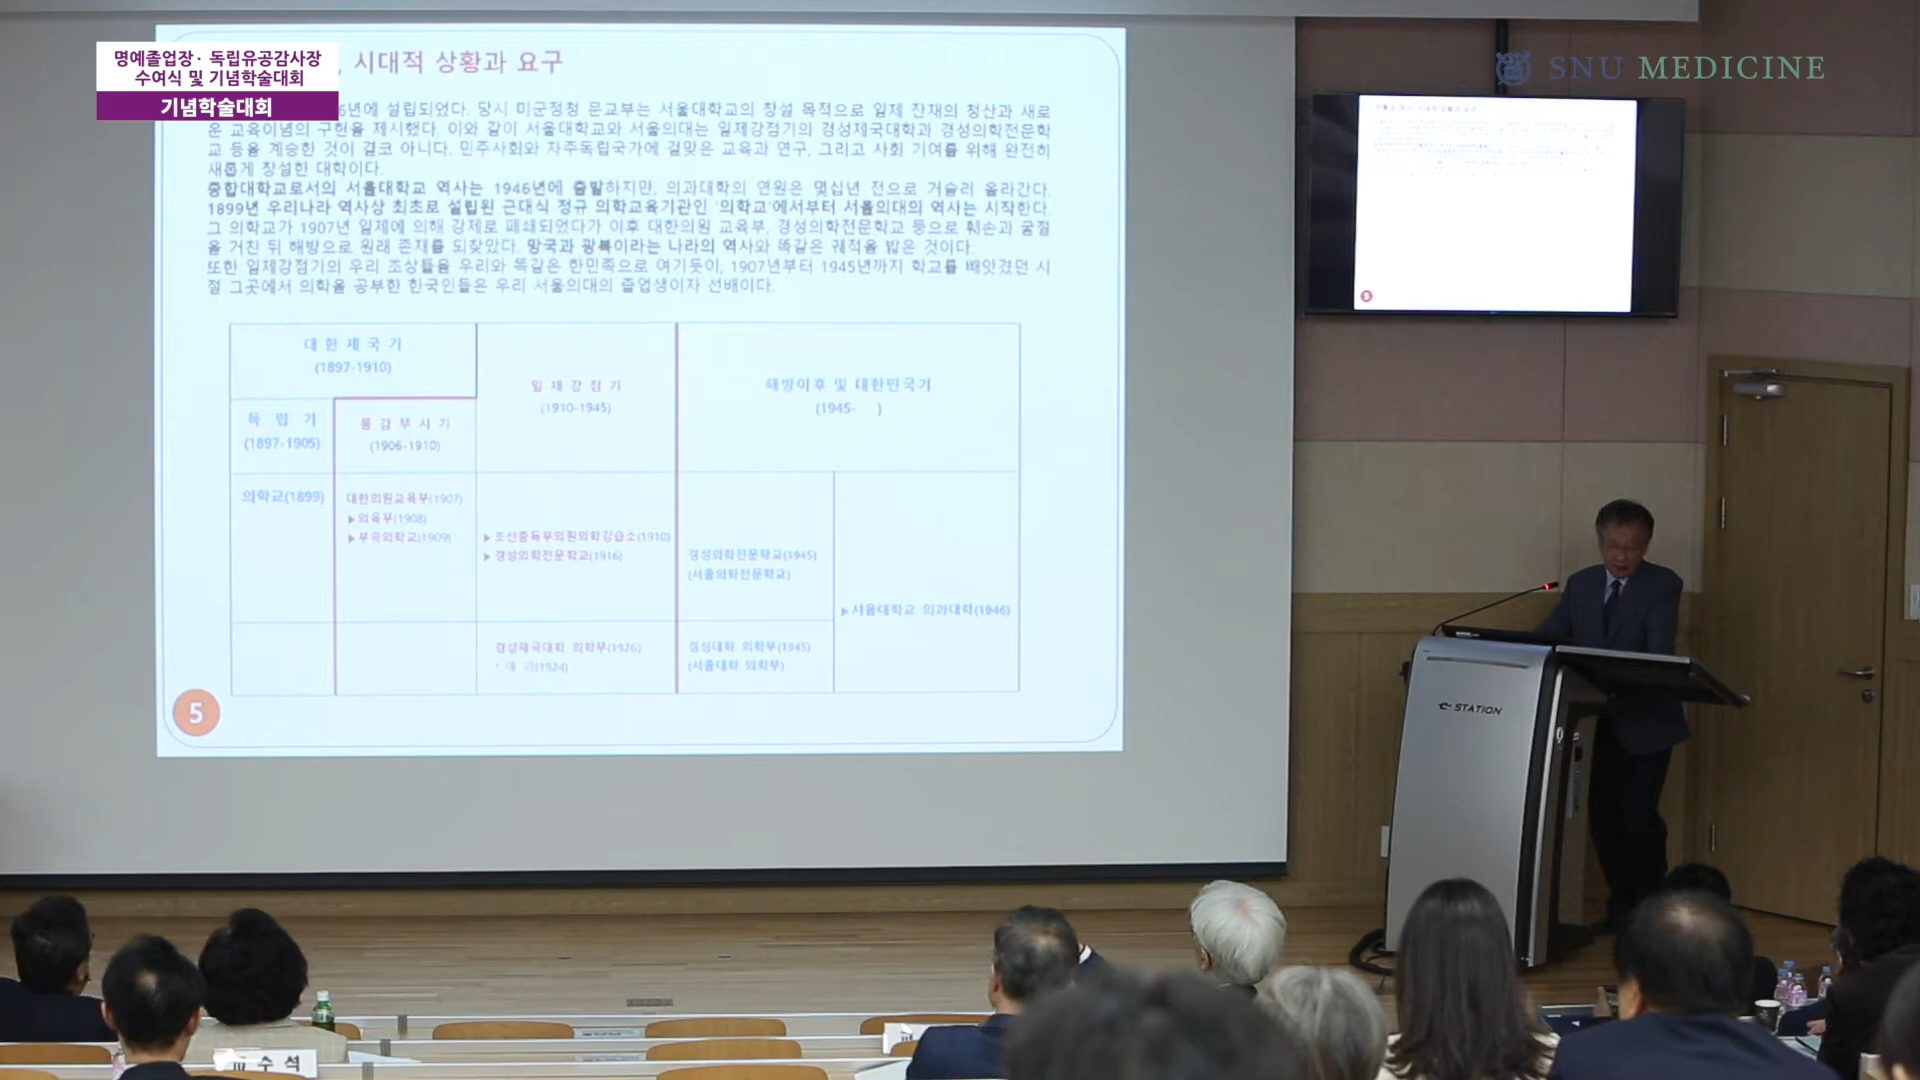 명예졸업장· 독립유공감사장
수여식 및 기념학술대회
기념학술대회
SNU MEDICINE
, 시대적 상황과 요구
6년에 설립되었다. 당시 미군정청 문교부는 서울대학교의 창설 목적으로 일제 잔재의 청산과 새로
운 교육이념의 구현을 제시했다. 이와 같이 서울대학교와 서울의대는 일제강점기의 경성제국대학과 경성의학전문학
교 등을 계승한 것이 결코 아니다. 민주사회와 자주독립국가에 걸맞은 교육과 연구, 그리고 사회 기여를 위해 완전히
새롭게 창설한 대학이다.
종합대학교로서의 서울대학교 역사는 1946년에 출발하지만, 의과대학의 연원은 몇십년 전으로 거슬러 올라간다.
1899년 우리나라 역사상 최초로 설립된 근대식 정규 의학교육기관인 '의학교'에서부터 서울의대의 역사는 시작한다.
그 의학교가 1907년 일제에 의해 강제로 폐쇄되었다가 이후 대한의원 교육부, 경성의학전문학교 등으로 훼손과 굴절
을 거친 뒤 해방으로 원래 존재를 되찾았다. 망국과 광복이라는 나라의 역사와 똑같은 궤적을 밟은 것이다.
또한 일제강점기의 우리 조상들을 우리와 똑같은 한민족으로 여기듯이, 1907년부터 1945년까지 학교를 빼앗겼던 시
절 그곳에서 의학을 공부한 한국인들은 우리 서울의대의 졸업생이자 선배이다.
대 한 제 국 기
(1897-1910)
일 제 강 점 기
(1910-1945)
해방이후 및 대한민국기
(1945- )
독 립 기
(1897-1905)
통 감 부 시 기
(1906-1910)
의학교(1899)
대한의원교육부(1907)
▶의육부(1908)
▶부속의학교(1909)
▶조선총독부의원의학강습소(1910)
▶경성의학전문학교(1916)
경성의학전문학교(1945)
(서울의학전문학교)
▶서울대학교 의과대학(1946)
경성제국대학 의학부(1926)
* 예 과(1924)
경성대학 의학부(1945)
(서울대학 의학부)
5
e-STATION
수 석